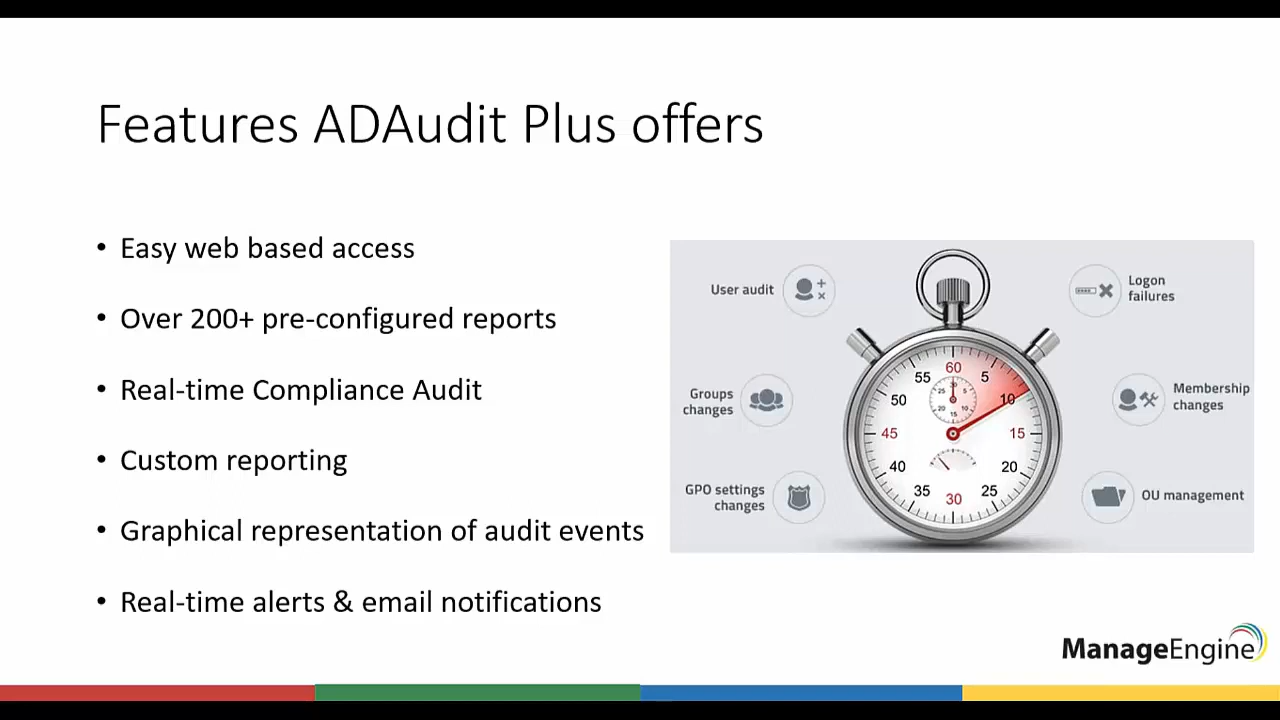 Features ADAudit Plus offers
• Easy web based access
• Over 200+ pre-configured reports
• Real-time Compliance Audit
• Custom reporting
• Graphical representation of audit events
• Real-time alerts & email notifications
User audit
Logon
failures
Groups
changes
Membership
changes
GPO settings
changes
OU management
60
5
10
15
20
25
30
35
40
45
50
55
ManageEngine